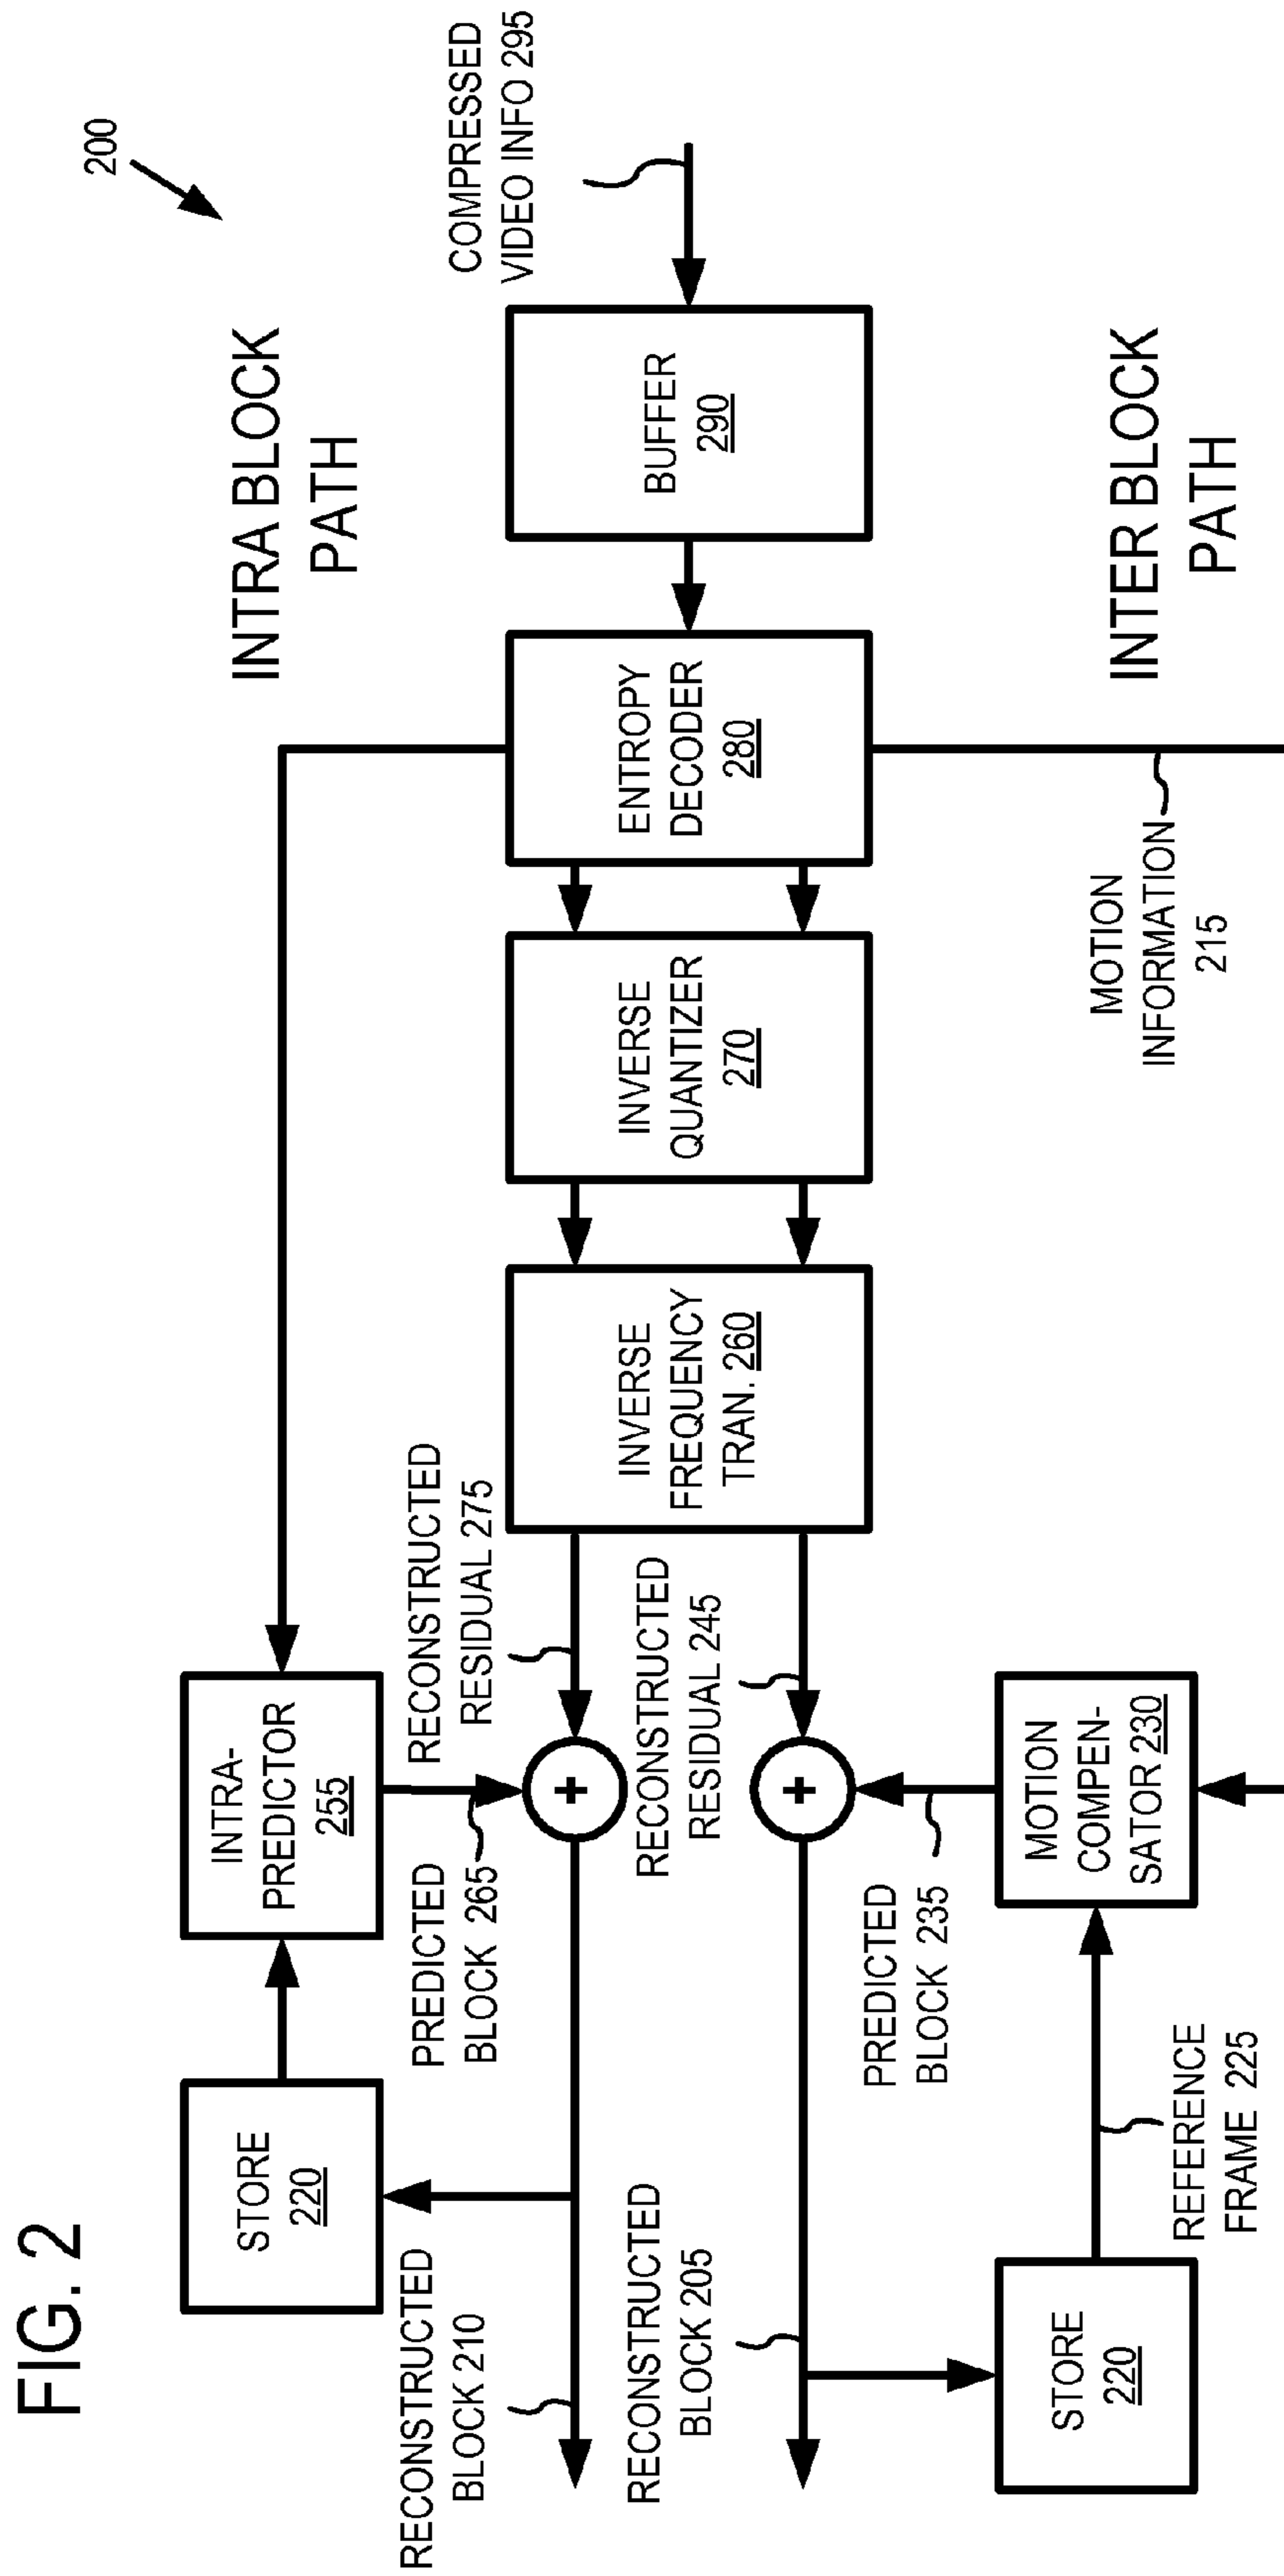 FIG. 2
200
INTRA BLOCK
PATH
STORE
220
INTRA-
PREDICTOR
255
RECONSTRUCTED
BLOCK 210
PREDICTED
BLOCK 265
RECONSTRUCTED
RESIDUAL 275
COMPRESSED
VIDEO INFO 295
+
INVERSE
FREQUENCY
TRAN. 260
INVERSE
QUANTIZER
270
ENTROPY
DECODER
280
BUFFER
290
RECONSTRUCTED
BLOCK 205
RECONSTRUCTED
RESIDUAL 245
+
PREDICTED
BLOCK 235
STORE
220
REFERENCE
FRAME 225
MOTION
COMPEN-
SATOR 230
MOTION
INFORMATION
215
INTER BLOCK
PATH